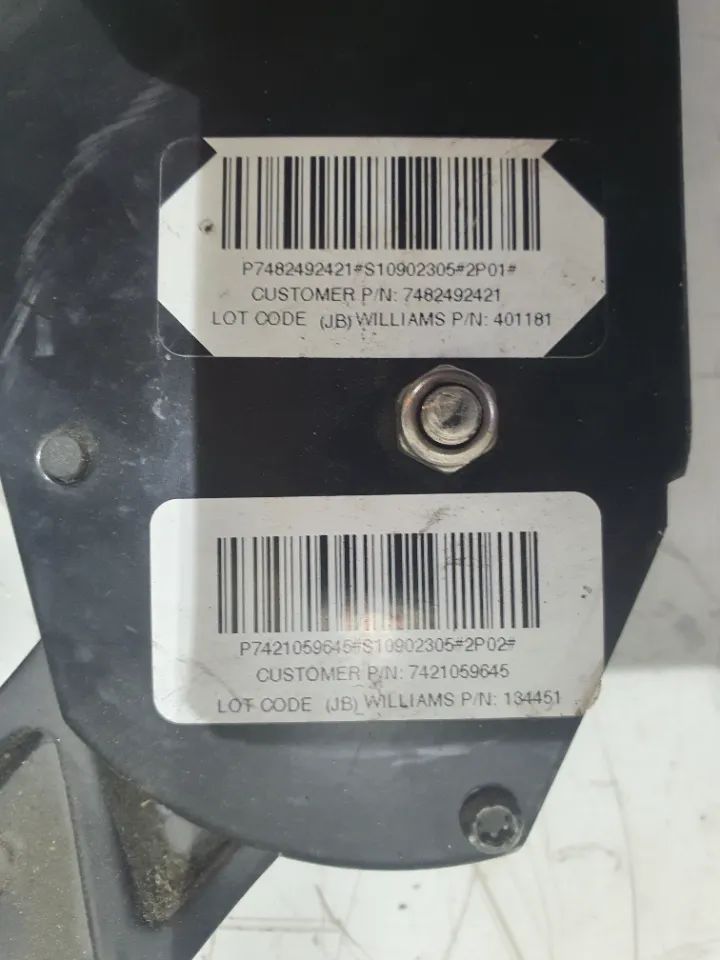 P7482492421#S10902305#2P01#
CUSTOMER P/N: 7482492421
LOT CODE (JB) WILLIAMS P/N: 401181
P7421059645#S10902305#2P02#
CUSTOMER P/N: 7421059645
LOT CODE (JB) WILLIAMS P/N: 134451